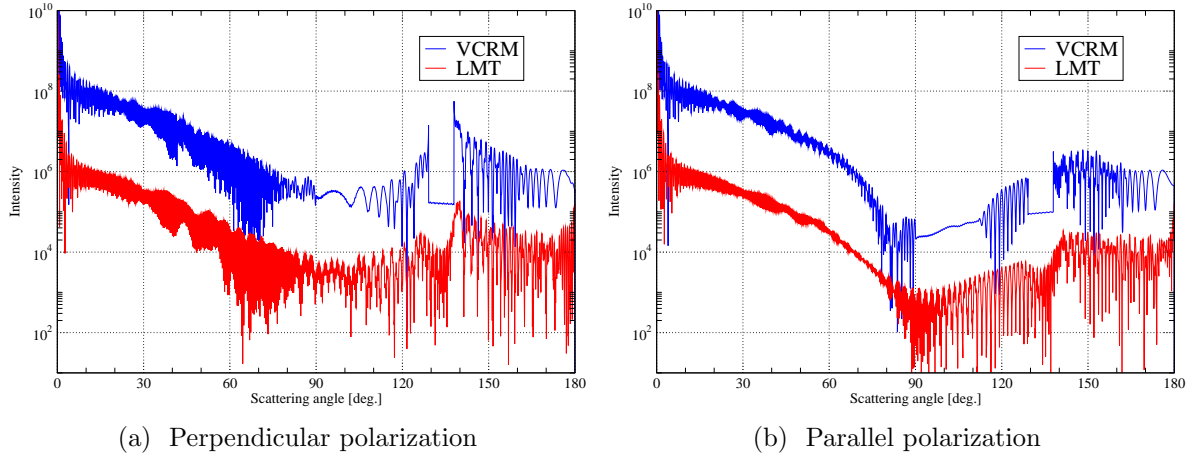 10^10
10^8
10^6
10^4
10^2
Intensity
VCRM
LMT
0 30 60 90 120 150 180
Scattering angle [deg.]
(a) Perpendicular polarization
10^10
10^8
10^6
10^4
10^2
Intensity
VCRM
LMT
0 30 60 90 120 150 180
Scattering angle [deg.]
(b) Parallel polarization